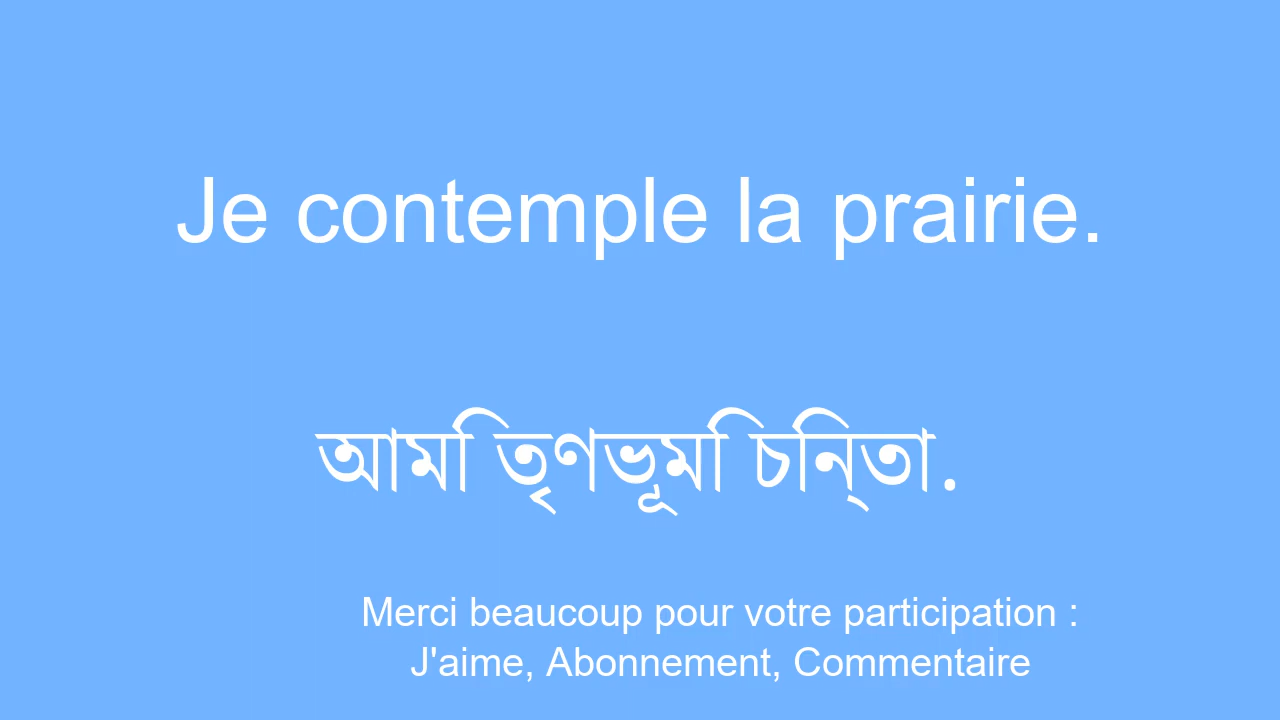 Je contemple la prairie.
আমি তৃণভূমি চিন্তা.
Merci beaucoup pour votre participation :
J'aime, Abonnement, Commentaire